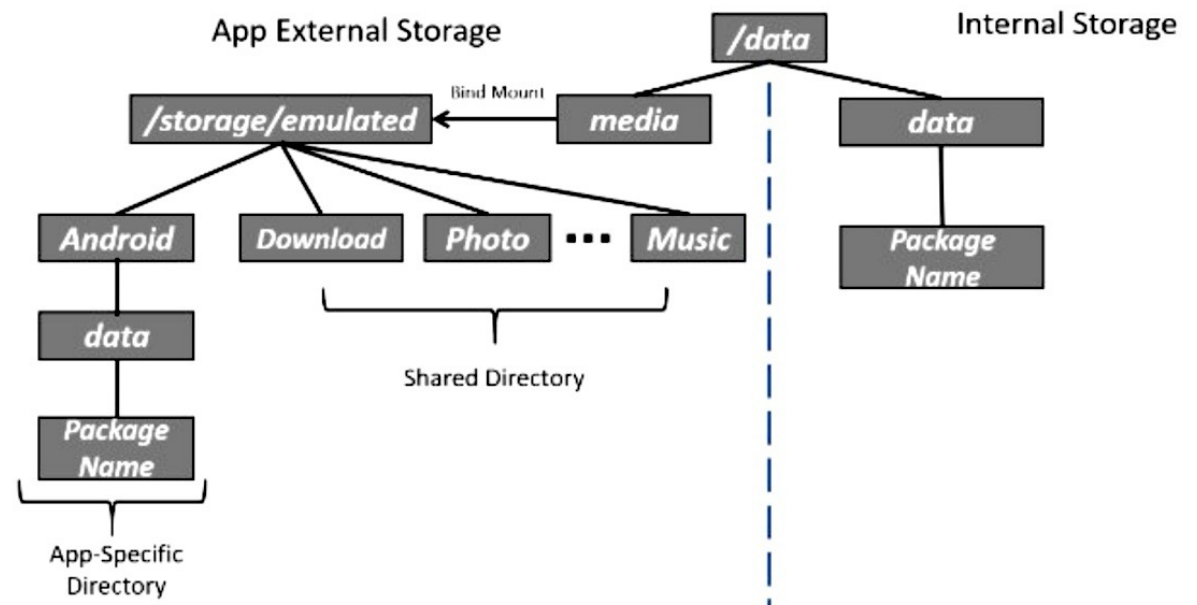 App External Storage
/data
Internal Storage
Bind Mount
/storage/emulated
media
data
Android
Download
Photo
...
Music
Package
Name
data
Shared Directory
Package
Name
App-Specific
Directory